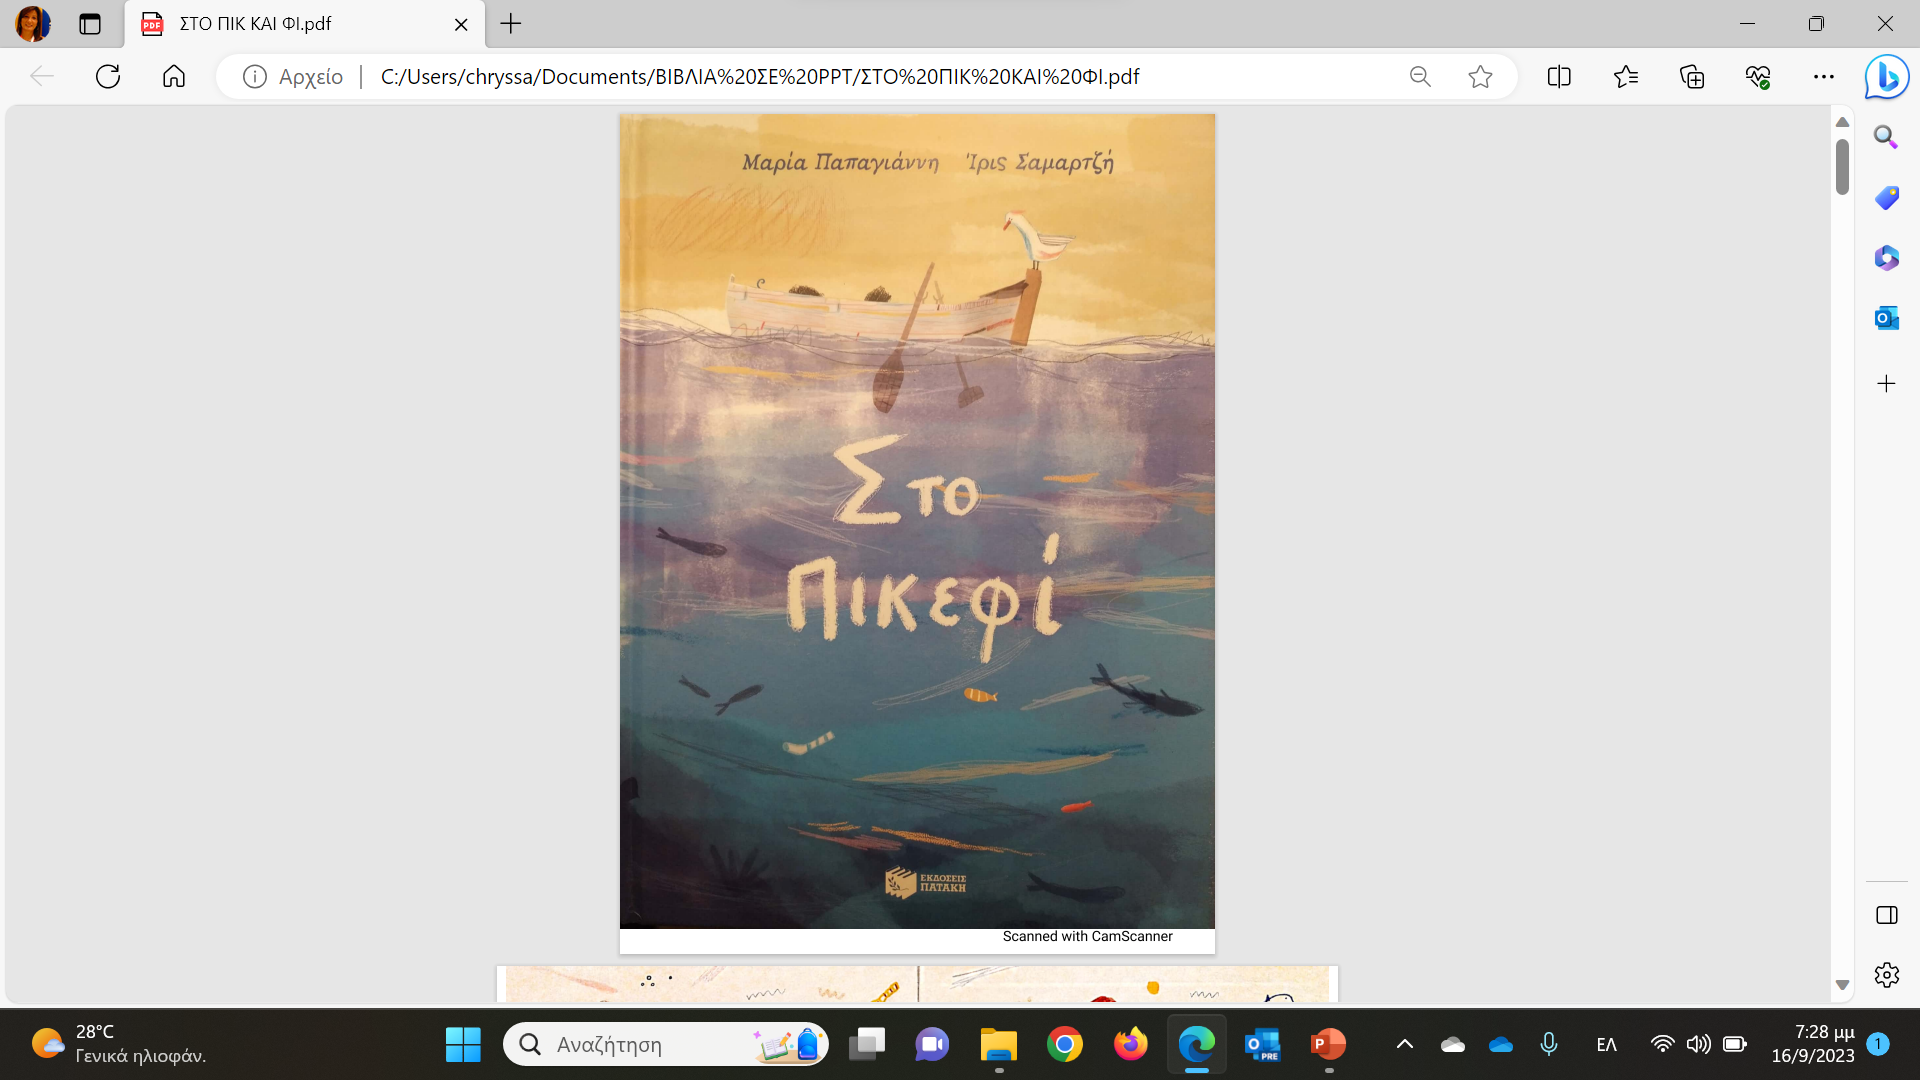 ΣΤΟ ΠΙΚ ΚΑΙ ΦΙ.pdf
Αρχείο | C:/Users/chryssa/Documents/ΒΙΒΛΙΑ%20ΣΕ%20PPT/ΣΤΟ%20ΠΙΚ%20ΚΑΙ%20ΦΙ.pdf
Μαρία Παπαγιάννη Ίρις Σαμαρτζή
Στο
Πικεφί
ΕΚΔΟΣΕΙΣ
ΠΑΤΑΚΗ
Scanned with CamScanner
28°C
Γενικά ηλιοφάν.
Αναζήτηση
PRE
ΕΛ
7:28 μμ
16/9/2023
1